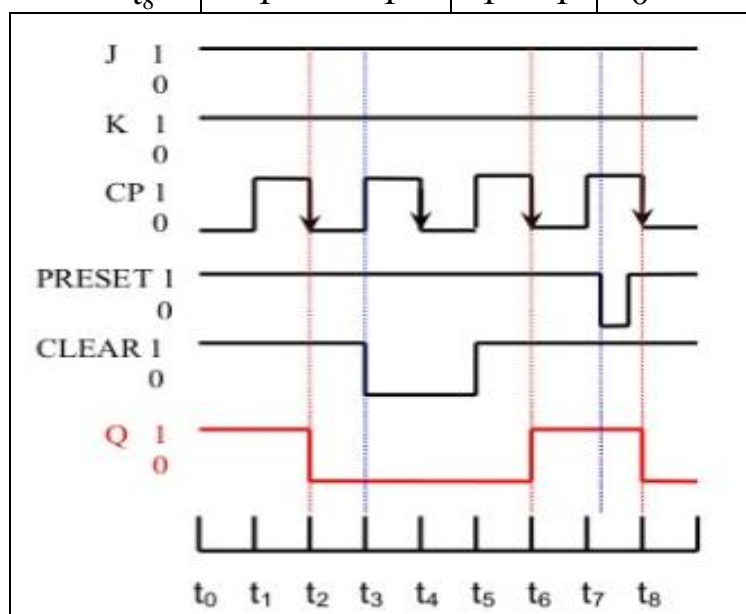 t₈
J 1
0
K 1
0
CP 1
0
PRESET 1
0
CLEAR 1
0
Q 1
0
t₀ t₁ t₂ t₃ t₄ t₅ t₆ t₇ t₈